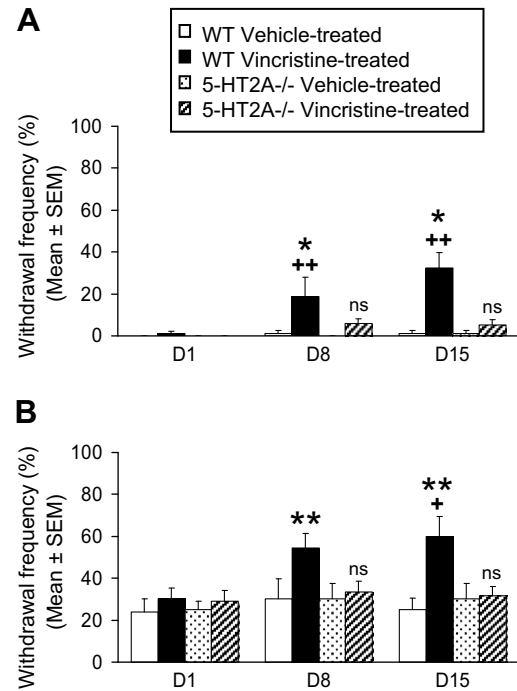 A
WT Vehicle-treated
WT Vincristine-treated
5-HT2A-/- Vehicle-treated
5-HT2A-/- Vincristine-treated
Withdrawal frequency (%)
(Mean ± SEM)
100
80
60
40
20
0
*
++
ns
*
++
ns
D1 D8 D15
B
Withdrawal frequency (%)
(Mean ± SEM)
100
80
60
40
20
0
**
ns
**
+
ns
D1 D8 D15